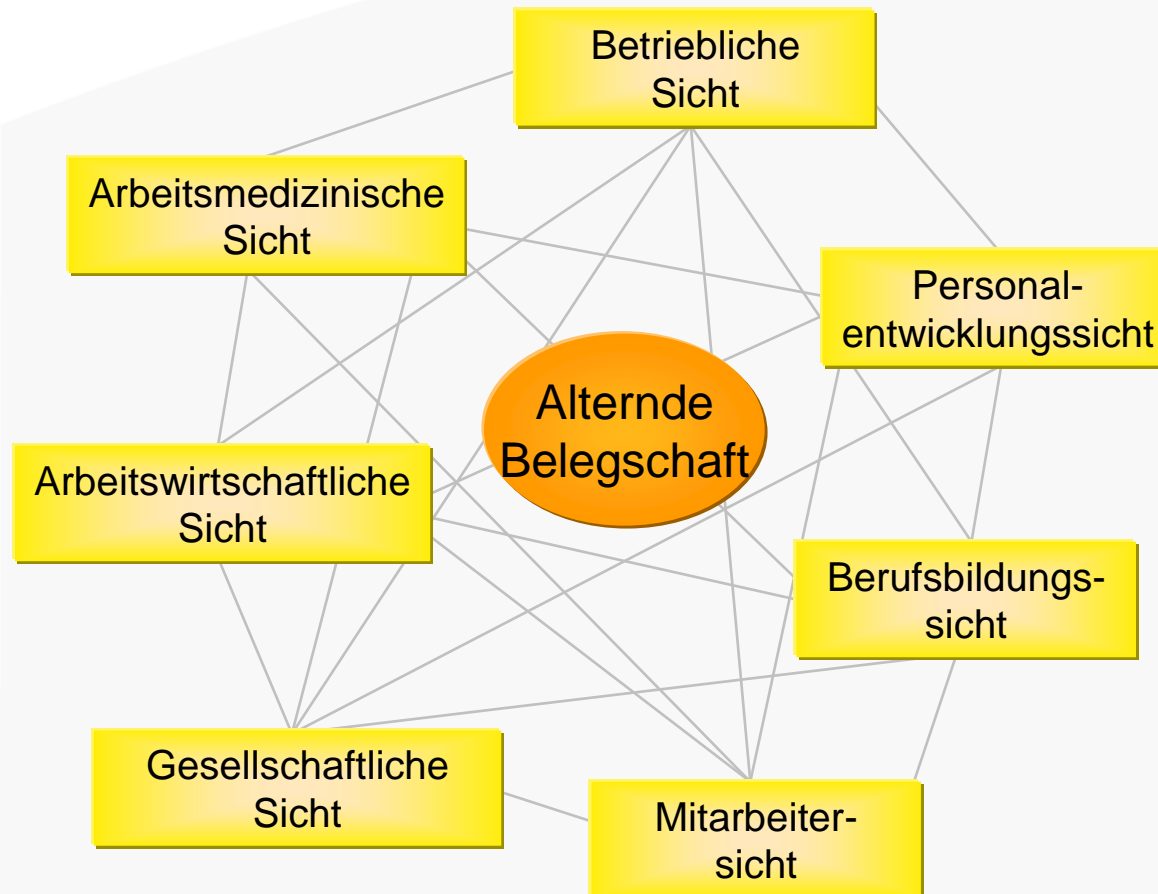 Betriebliche
Sicht
Arbeitsmedizinische
Sicht
Personal-
entwicklungssicht
Alternde
Belegschaft
Arbeitswirtschaftliche
Sicht
Berufsbildungs-
sicht
Gesellschaftliche
Sicht
Mitarbeiter-
sicht